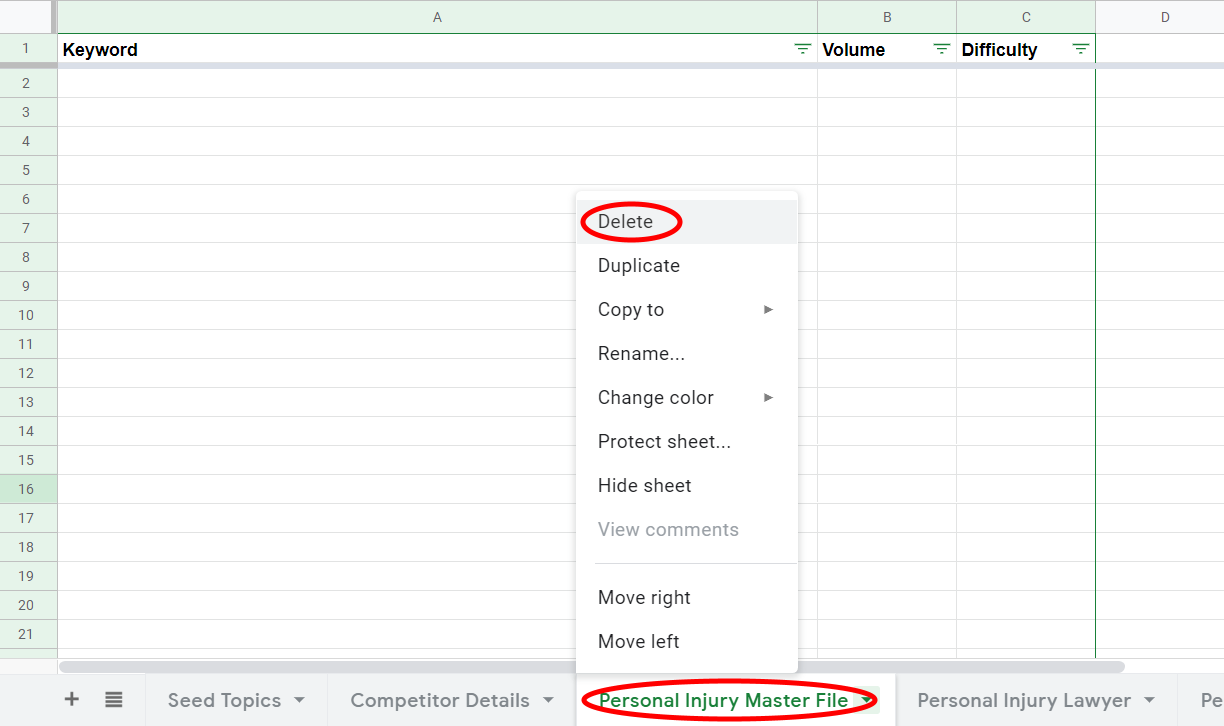 A B C D
1 Keyword Volume Difficulty
2
3
4
5
6
7
8
9
10
11
12
13
14
15
16
17
18
19
20
21
Delete
Duplicate
Copy to
Rename...
Change color
Protect sheet...
Hide sheet
View comments
Move right
Move left
Seed Topics Competitor Details Personal Injury Master File Personal Injury Lawyer Pe